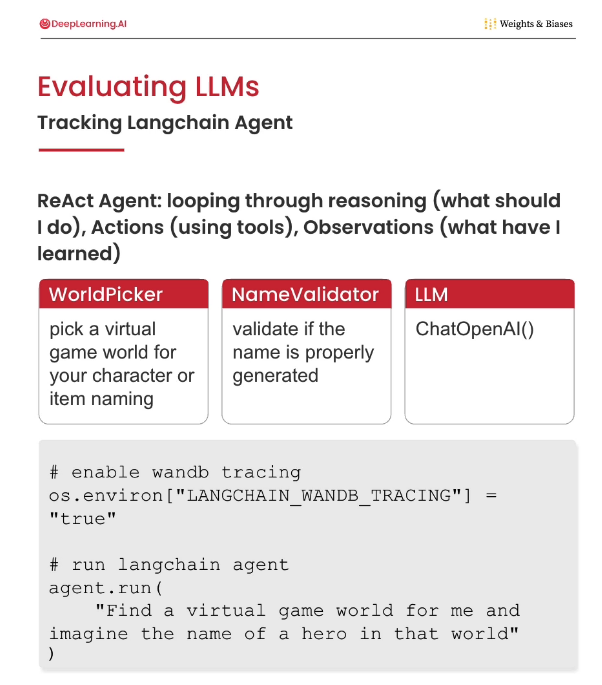 DeepLearning.AI
Weights & Biases
Evaluating LLMs
Tracking Langchain Agent
ReAct Agent: looping through reasoning (what should
I do), Actions (using tools), Observations (what have I
learned)
WorldPicker
pick a virtual
game world for
your character or
item naming
NameValidator
validate if the
name is properly
generated
LLM
ChatOpenAI()
# enable wandb tracing
os.environ["LANGCHAIN_WANDB_TRACING"] =
"true"
# run langchain agent
agent.run(
    "Find a virtual game world for me and
imagine the name of a hero in that world"
)